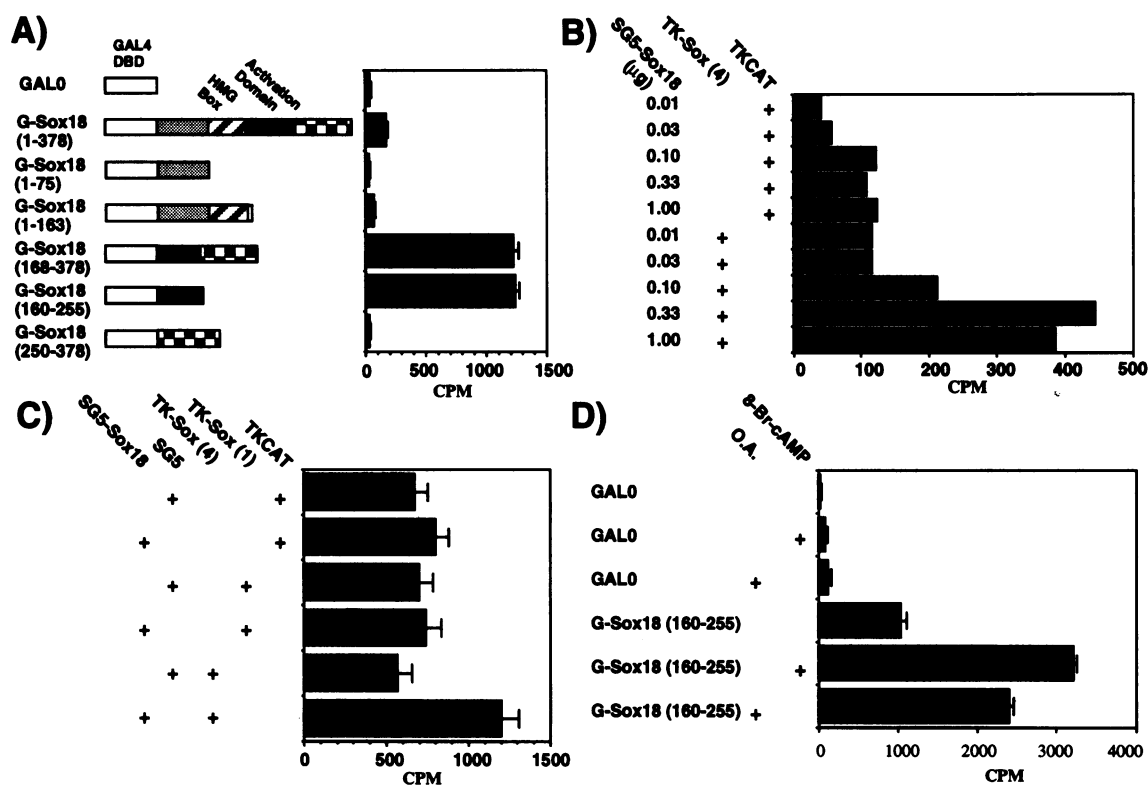 A)
GAL4
DBD
HMG
Box
Activation
Domain
GAL0
G-Sox18
(1-378)
G-Sox18
(1-75)
G-Sox18
(1-163)
G-Sox18
(168-378)
G-Sox18
(160-255)
G-Sox18
(250-378)
0 500 1000 1500
CPM
B)
SG5-Sox18
(μg)
TK-Sox (4)
TKCAT
0.01 +
0.03 +
0.10 +
0.33 +
1.00 +
0.01 +
0.03 +
0.10 +
0.33 +
1.00 +
0 100 200 300 400 500
CPM
C)
SG5-Sox18
SG5
TK-Sox (4)
TK-Sox (1)
TKCAT
+ +
+ +
+ +
+ +
+ +
+ +
0 500 1000 1500
CPM
D)
O.A.
8-Br-cAMP
GAL0
GAL0 +
GAL0 +
G-Sox18 (160-255)
G-Sox18 (160-255) +
G-Sox18 (160-255) +
0 1000 2000 3000 4000
CPM